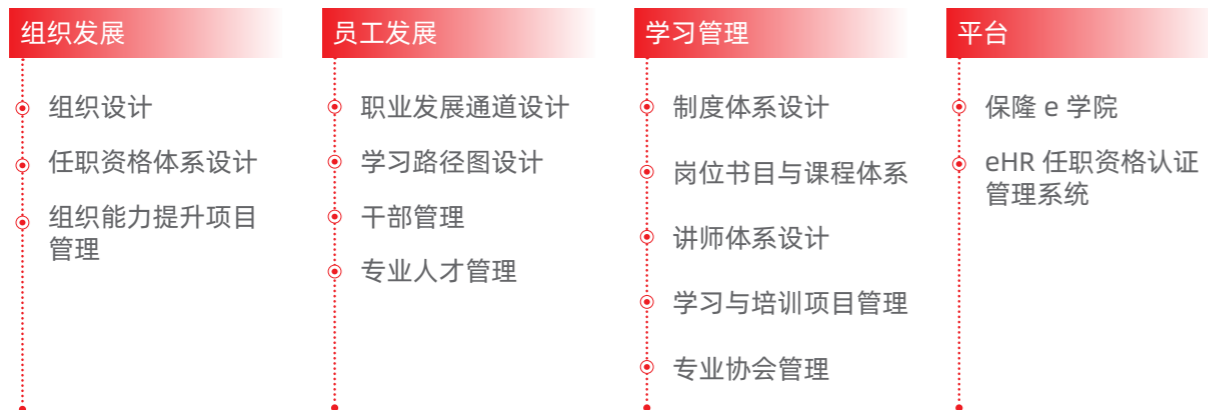 组织发展
组织设计
任职资格体系设计
组织能力提升项目
管理
员工发展
职业发展通道设计
学习路径图设计
干部管理
专业人才管理
学习管理
制度体系设计
岗位书目与课程体系
讲师体系设计
学习与培训项目管理
专业协会管理
平台
保隆 e 学院
eHR 任职资格认证
管理系统